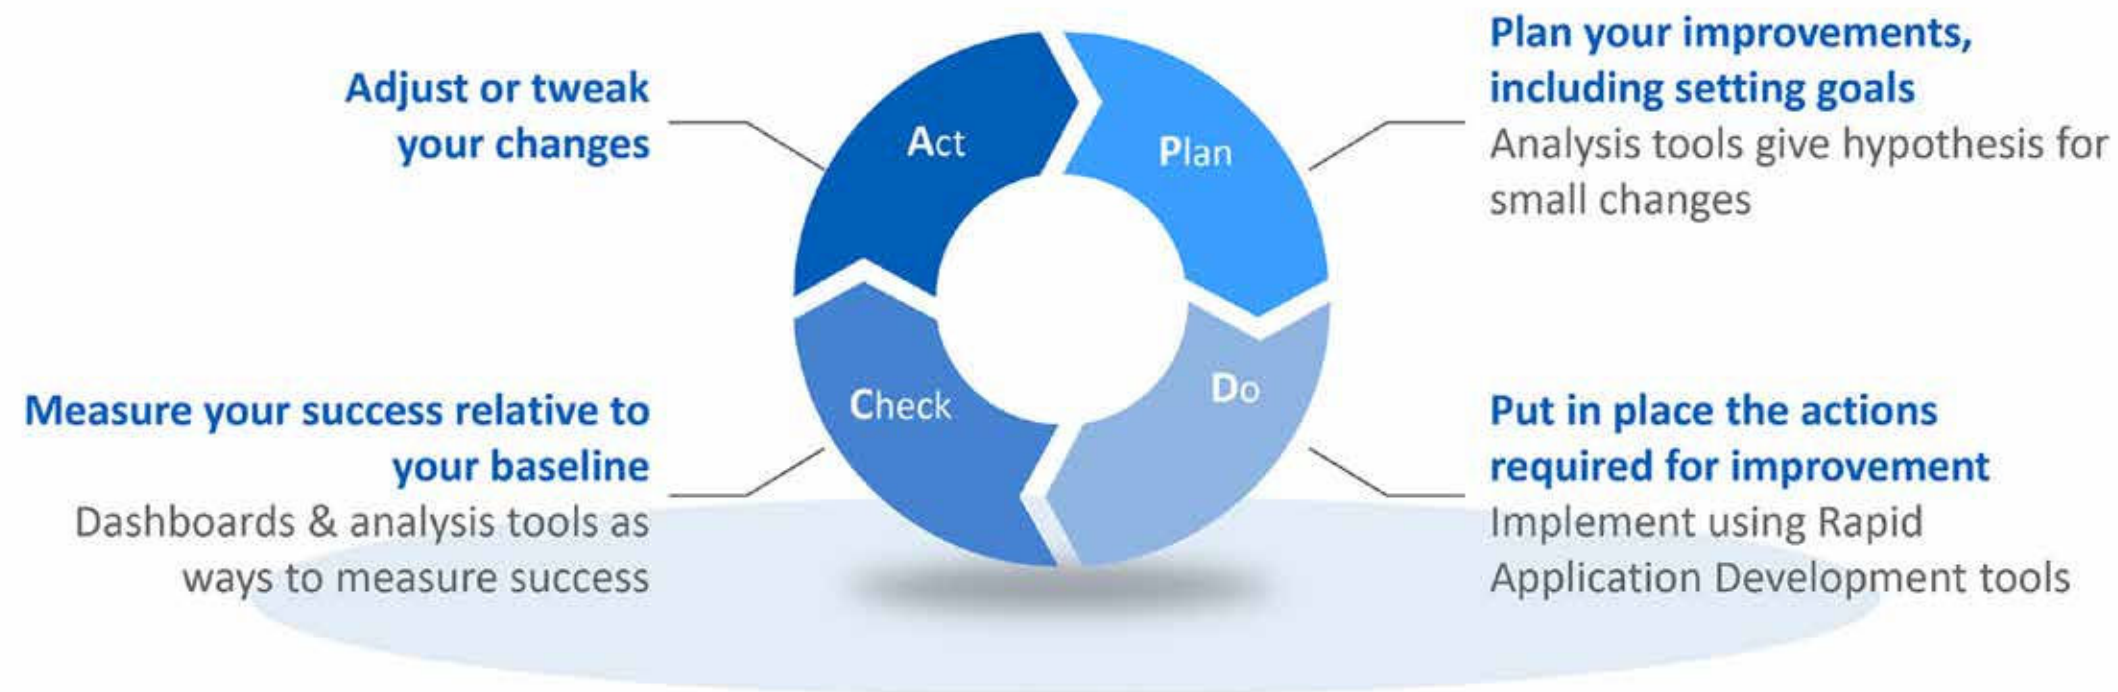 Plan your improvements,
including setting goals
Analysis tools give hypothesis for
small changes
Adjust or tweak
your changes
Act
Plan
Check
Do
Measure your success relative to
your baseline
Dashboards & analysis tools as
ways to measure success
Put in place the actions
required for improvement
Implement using Rapid
Application Development tools